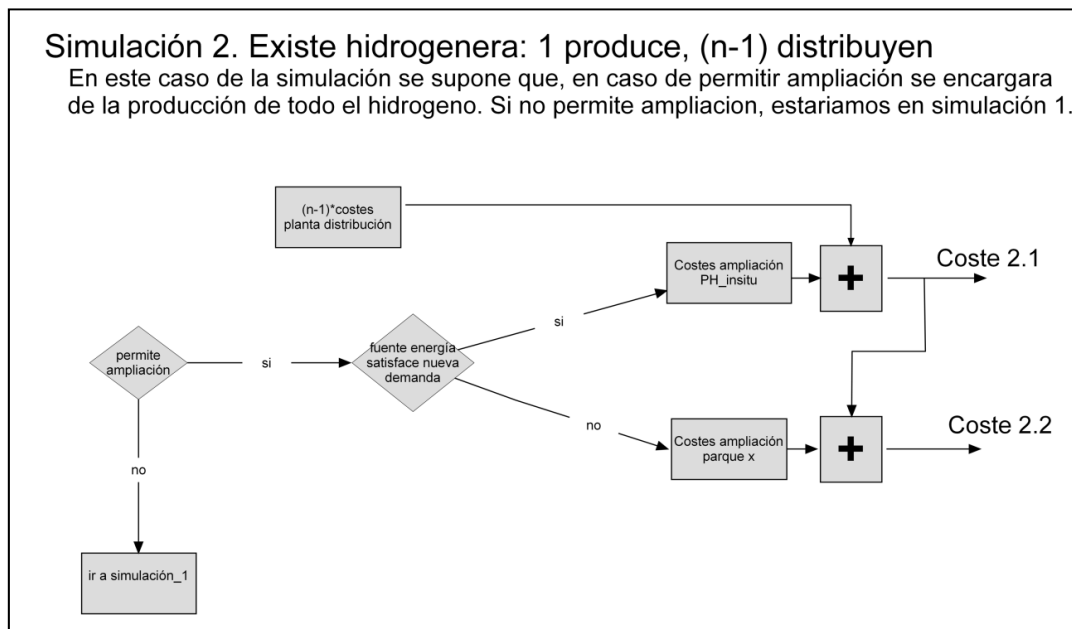 Simulación 2. Existe hidrogenera: 1 produce, (n-1) distribuyen
En este caso de la simulación se supone que, en caso de permitir ampliación se encargara
de la producción de todo el hidrogeno. Si no permite ampliacion, estariamos en simulación 1.
(n-1)*costes
planta distribución
Costes ampliación
PH_insitu
+
Coste 2.1
si
permite
ampliación
si
fuente energía
satisface nueva
demanda
no
Costes ampliación
parque x
+
Coste 2.2
no
ir a simulación_1